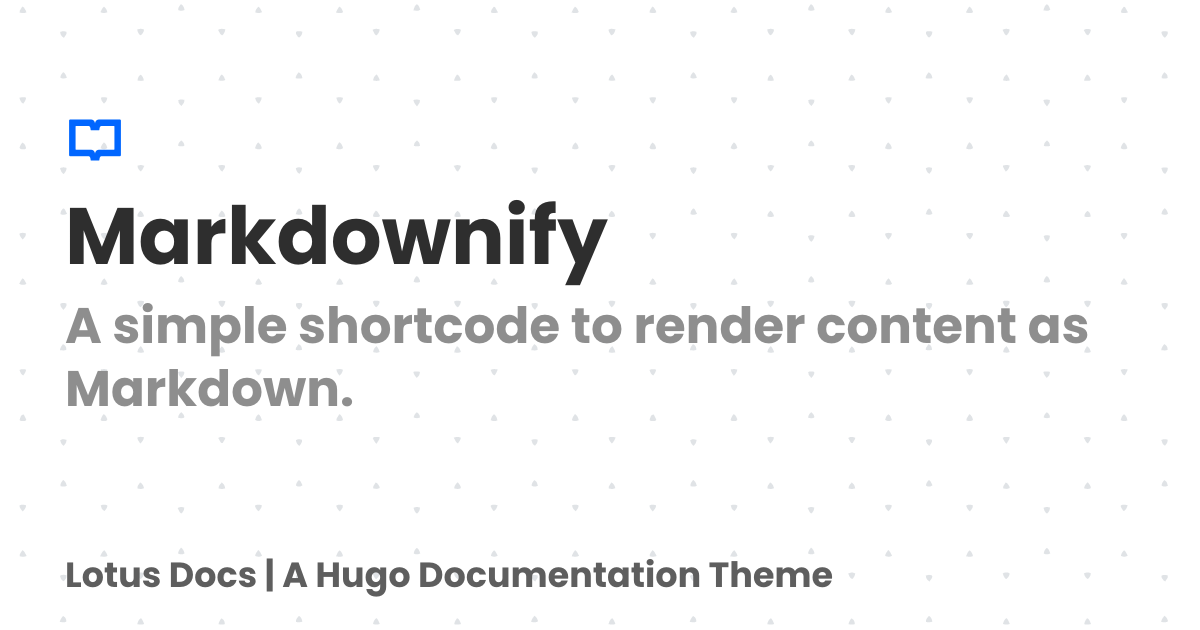 Markdownify
A simple shortcode to render content as
Markdown.
Lotus Docs | A Hugo Documentation Theme